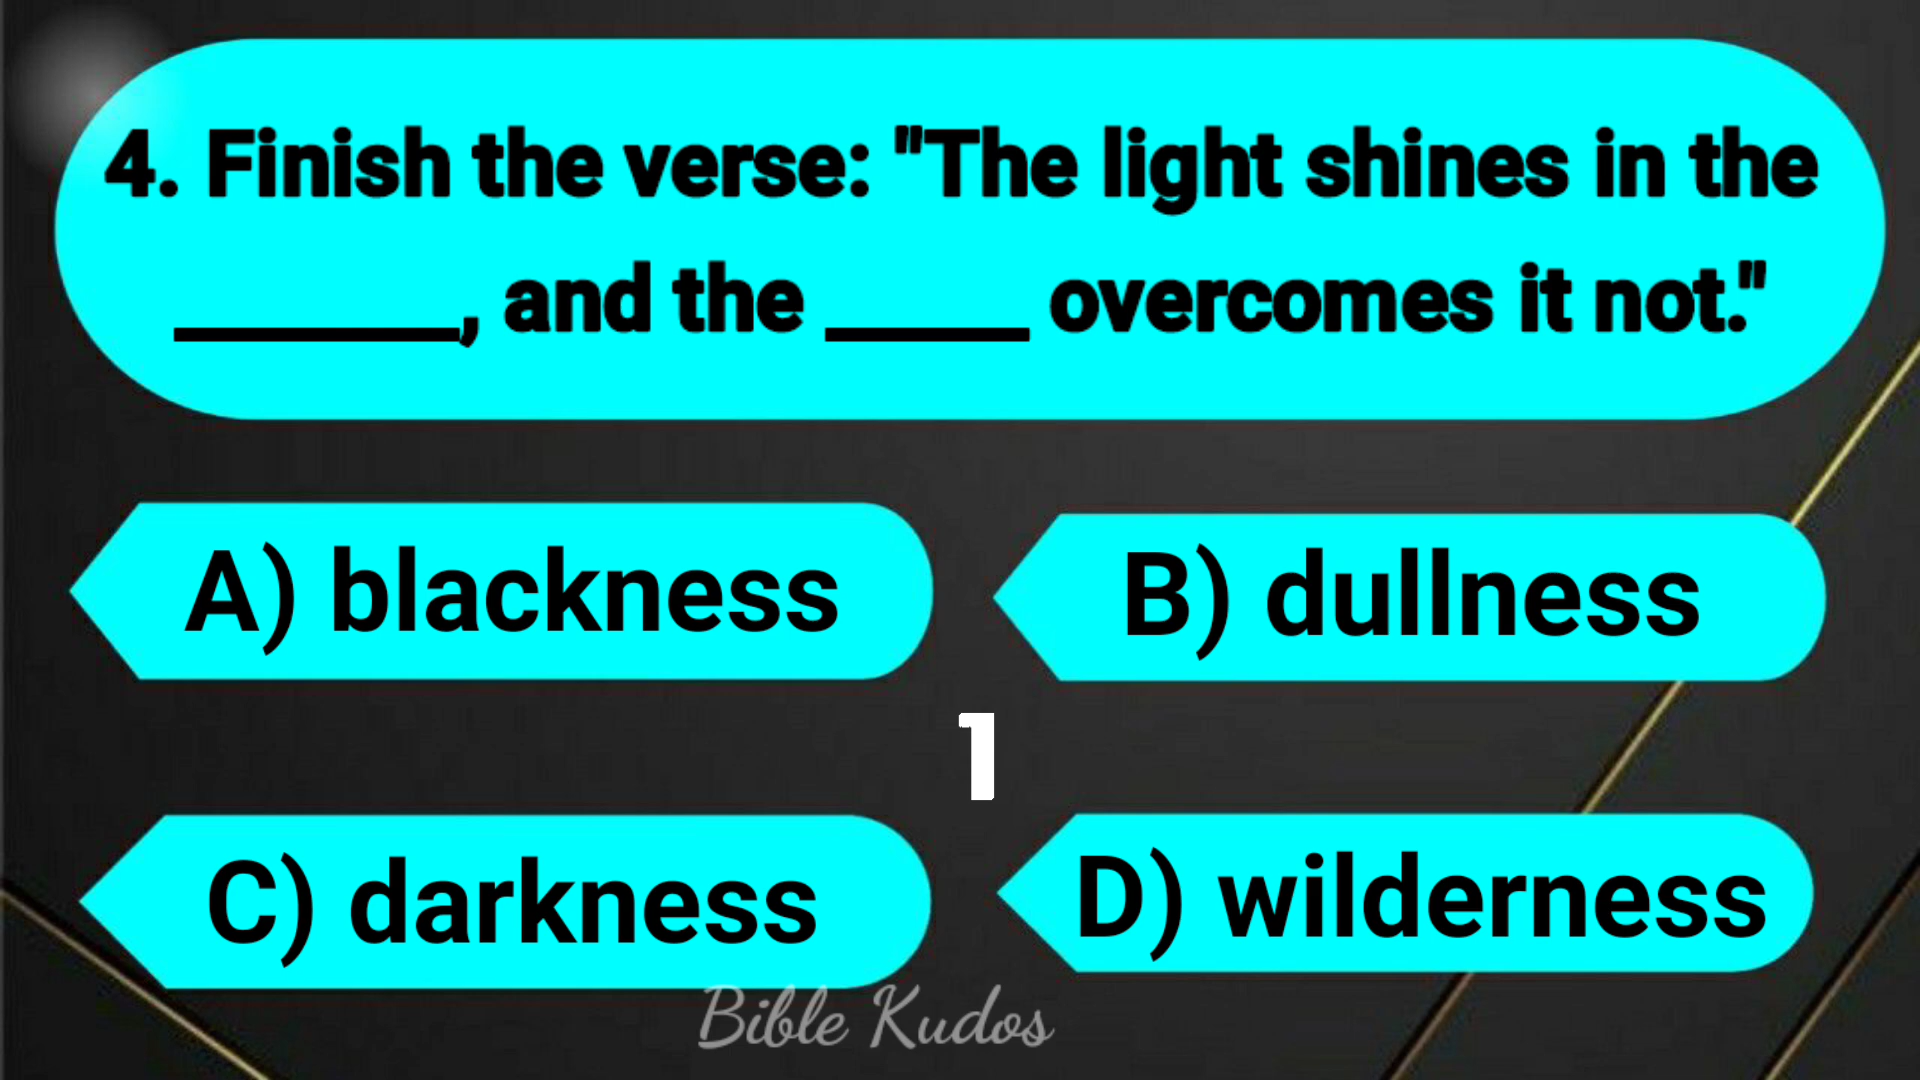 4. Finish the verse: "The light shines in the
_______, and the _____ overcomes it not."
A) blackness
B) dullness
1
C) darkness
D) wilderness
Bible Kudos